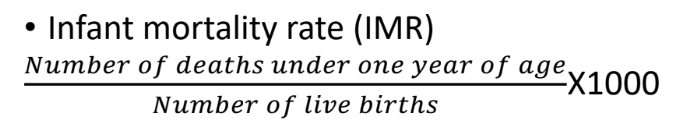 • Infant mortality rate (IMR)
Number of deaths under one year of age
Number of live births
X1000